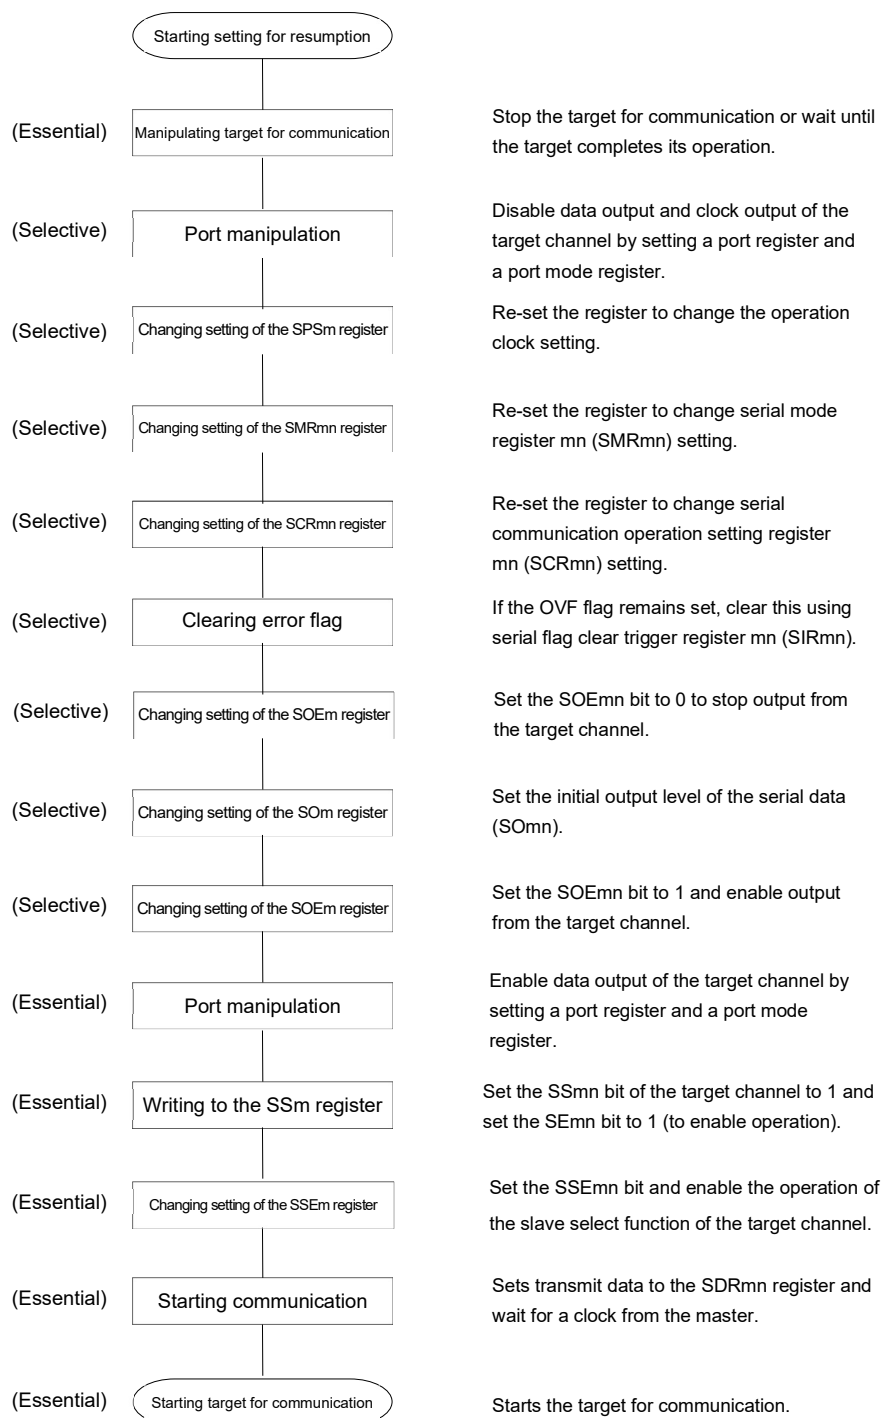 Starting setting for resumption
(Essential)
Manipulating target for communication
Stop the target for communication or wait until
the target completes its operation.
(Selective)
Port manipulation
Disable data output and clock output of the
target channel by setting a port register and
a port mode register.
(Selective)
Changing setting of the SPSm register
Re-set the register to change the operation
clock setting.
(Selective)
Changing setting of the SMRmn register
Re-set the register to change serial mode
register mn (SMRmn) setting.
(Selective)
Changing setting of the SCRmn register
Re-set the register to change serial
communication operation setting register
mn (SCRmn) setting.
(Selective)
Clearing error flag
If the OVF flag remains set, clear this using
serial flag clear trigger register mn (SIRmn).
(Selective)
Changing setting of the SOEm register
Set the SOEmn bit to 0 to stop output from
the target channel.
(Selective)
Changing setting of the SOm register
Set the initial output level of the serial data
(SOmn).
(Selective)
Changing setting of the SOEm register
Set the SOEmn bit to 1 and enable output
from the target channel.
(Essential)
Port manipulation
Enable data output of the target channel by
setting a port register and a port mode
register.
(Essential)
Writing to the SSm register
Set the SSmn bit of the target channel to 1 and
set the SEmn bit to 1 (to enable operation).
(Essential)
Changing setting of the SSEm register
Set the SSEmn bit and enable the operation of
the slave select function of the target channel.
(Essential)
Starting communication
Sets transmit data to the SDRmn register and
wait for a clock from the master.
(Essential)
Starting target for communication
Starts the target for communication.